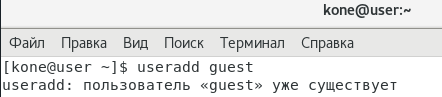 kone@user:~
Файл Правка Вид Поиск Терминал Справка
[kone@user ~]$ useradd guest
useradd: пользователь «guest» уже существует